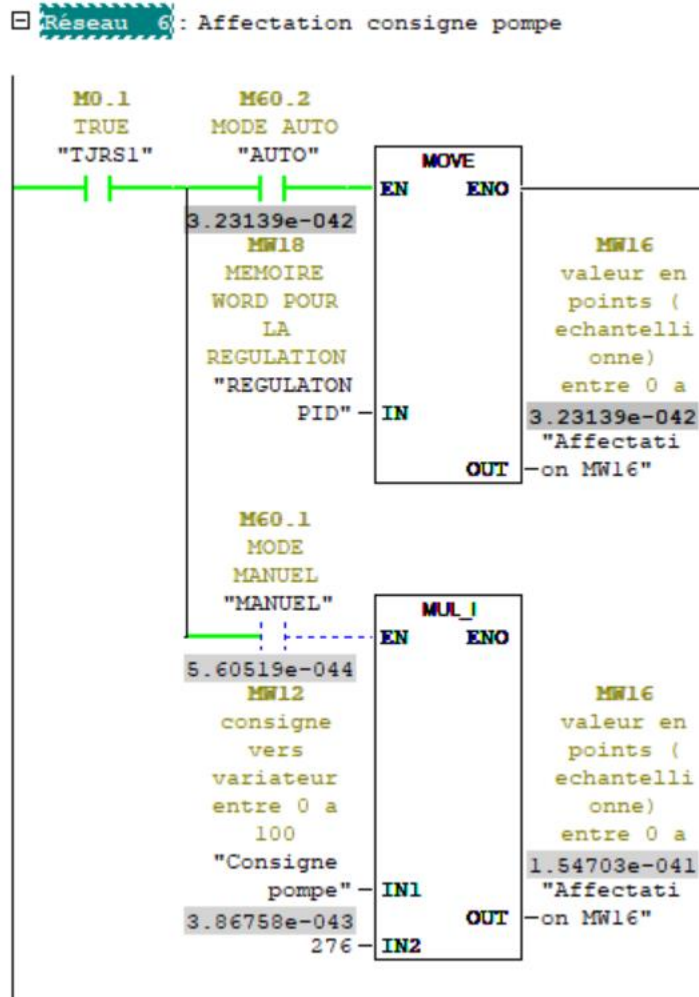 Réseau 6 : Affectation consigne pompe
M0.1
TRUE
"TJRS1"
M60.2
MODE AUTO
"AUTO"
MOVE
EN ENO
3.23139e-042
MW18
MEMOIRE
WORD POUR
LA
REGULATION
"REGULATON
PID"
IN
MW16
valeur en
points (
echantelli
onne)
entre 0 a
3.23139e-042
"Affectati
on MW16"
OUT
M60.1
MODE
MANUEL
"MANUEL"
MUL_I
EN ENO
5.60519e-044
MW12
consigne
vers
variateur
entre 0 a
100
"Consigne
pompe"
IN1
3.86758e-043
276
IN2
MW16
valeur en
points (
echantelli
onne)
entre 0 a
1.54703e-041
"Affectati
on MW16"
OUT